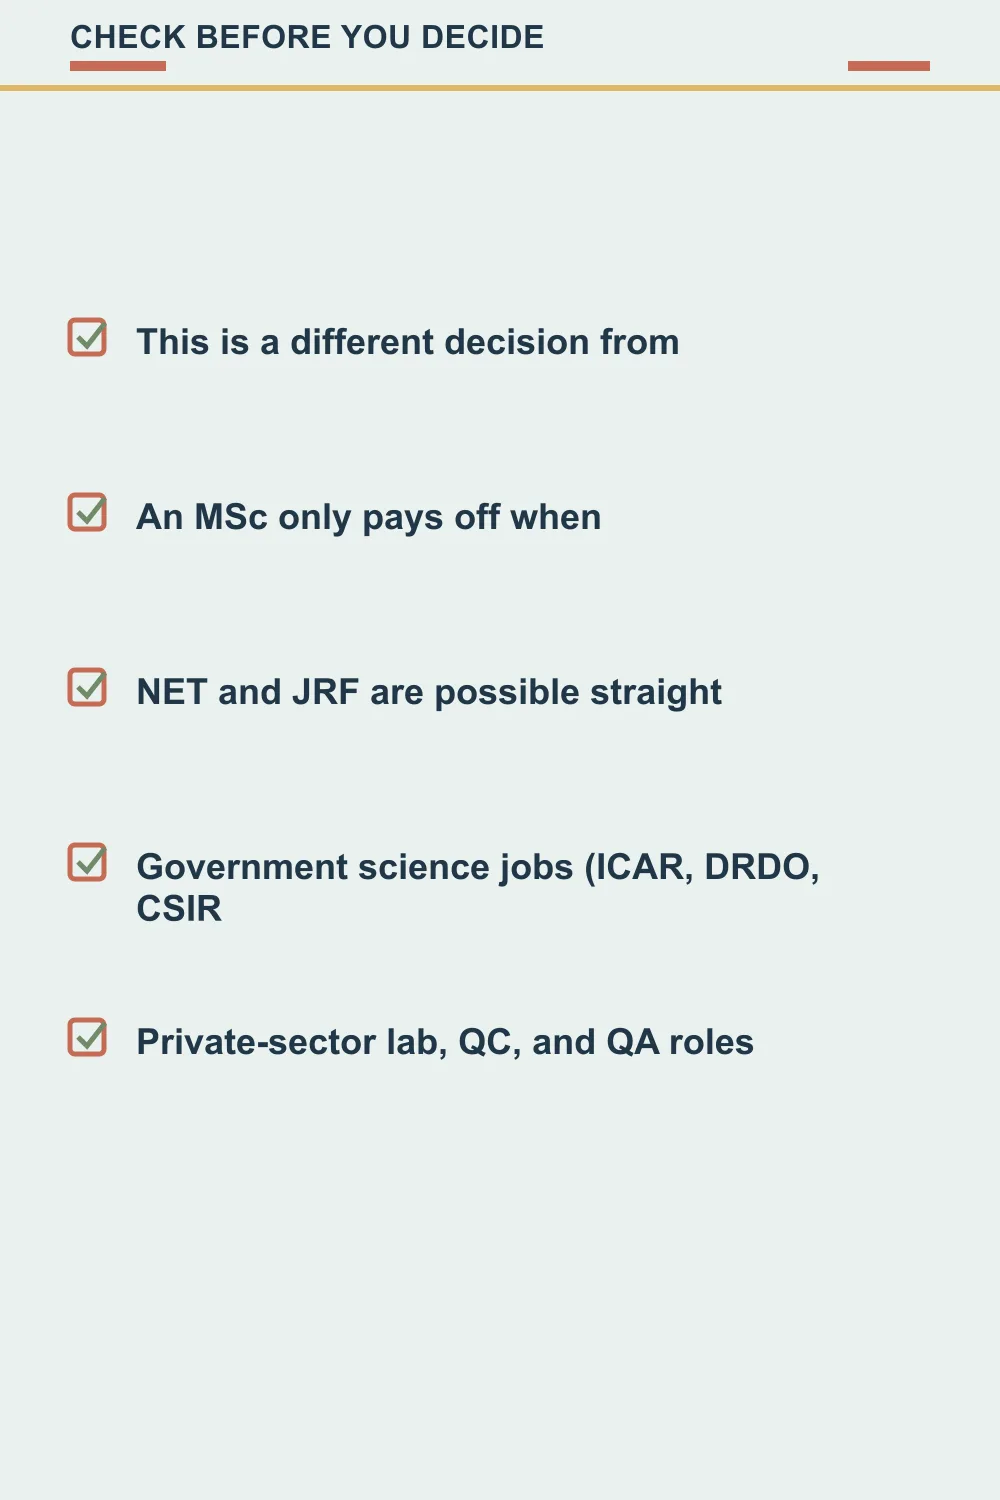 CHECK BEFORE YOU DECIDE
This is a different decision from
An MSc only pays off when
NET and JRF are possible straight
Government science jobs (ICAR, DRDO,
CSIR
Private-sector lab, QC, and QA roles